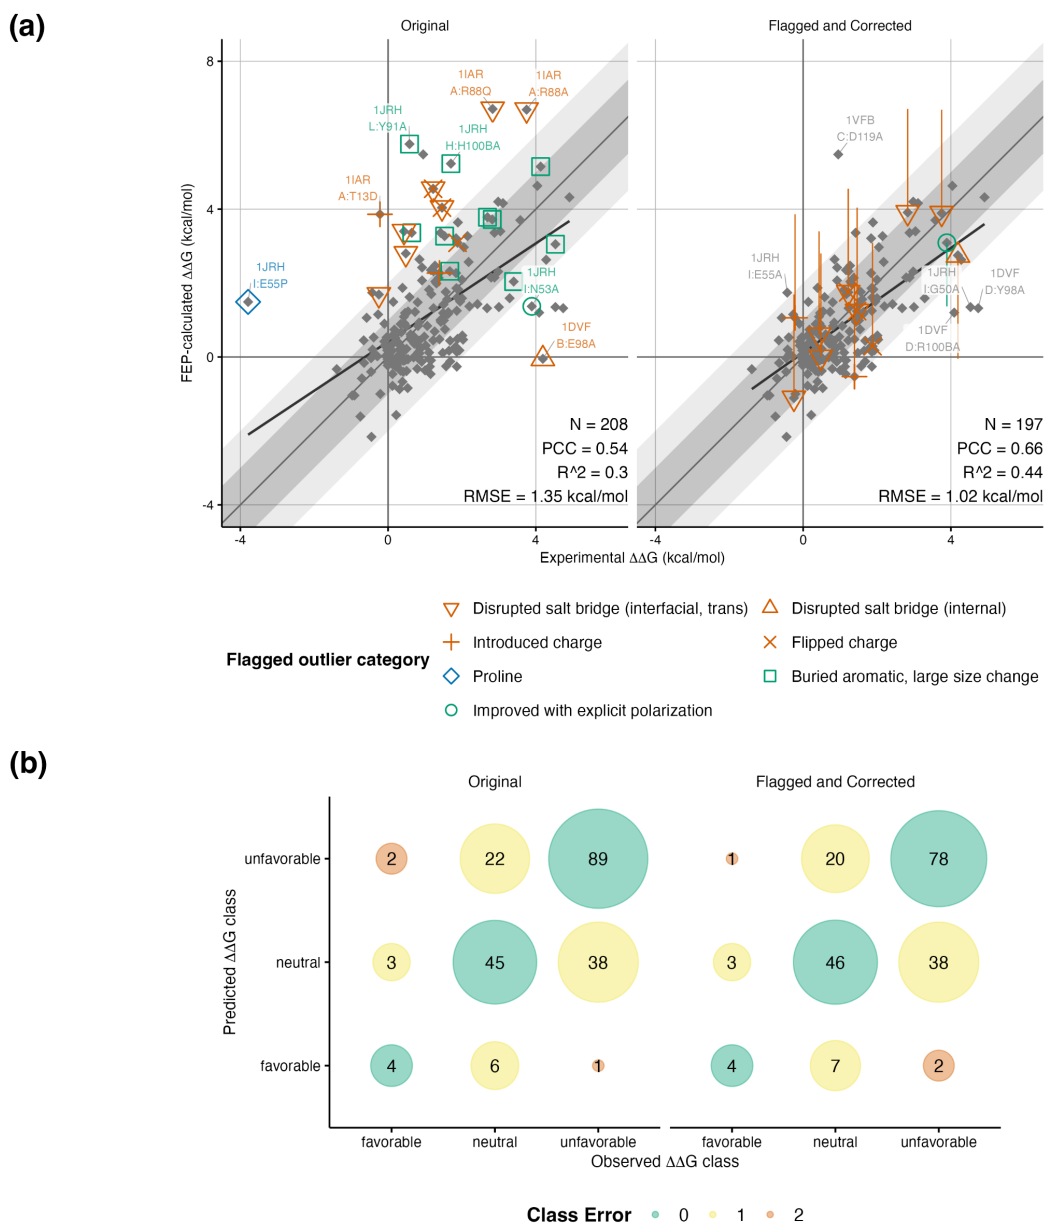 (a)
Original
Flagged and Corrected
FEP-calculated ΔΔG (kcal/mol)
8
4
0
-4
1IAR
A:R88Q
1IAR
A:R88A
1JRH
L:Y91A
1JRH
H:H100BA
1IAR
A:T13D
1JRH
I:E55P
1JRH
I:N53A
1DVF
B:E98A
N = 208
PCC = 0.54
R^2 = 0.3
RMSE = 1.35 kcal/mol
1VFB
C:D119A
1JRH
I:E55A
1JRH
I:G50A
1DVF
D:Y98A
1DVF
D:R100BA
N = 197
PCC = 0.66
R^2 = 0.44
RMSE = 1.02 kcal/mol
-4 0 4 -4 0 4
Experimental ΔΔG (kcal/mol)
Flagged outlier category
Disrupted salt bridge (interfacial, trans)
Disrupted salt bridge (internal)
Introduced charge
Flipped charge
Proline
Buried aromatic, large size change
Improved with explicit polarization
(b)
Original
Flagged and Corrected
Predicted ΔΔG class
unfavorable 2 22 89 1 20 78
neutral 3 45 38 3 46 38
favorable 4 6 1 4 7 2
favorable neutral unfavorable favorable neutral unfavorable
Observed ΔΔG class
Class Error 0 1 2